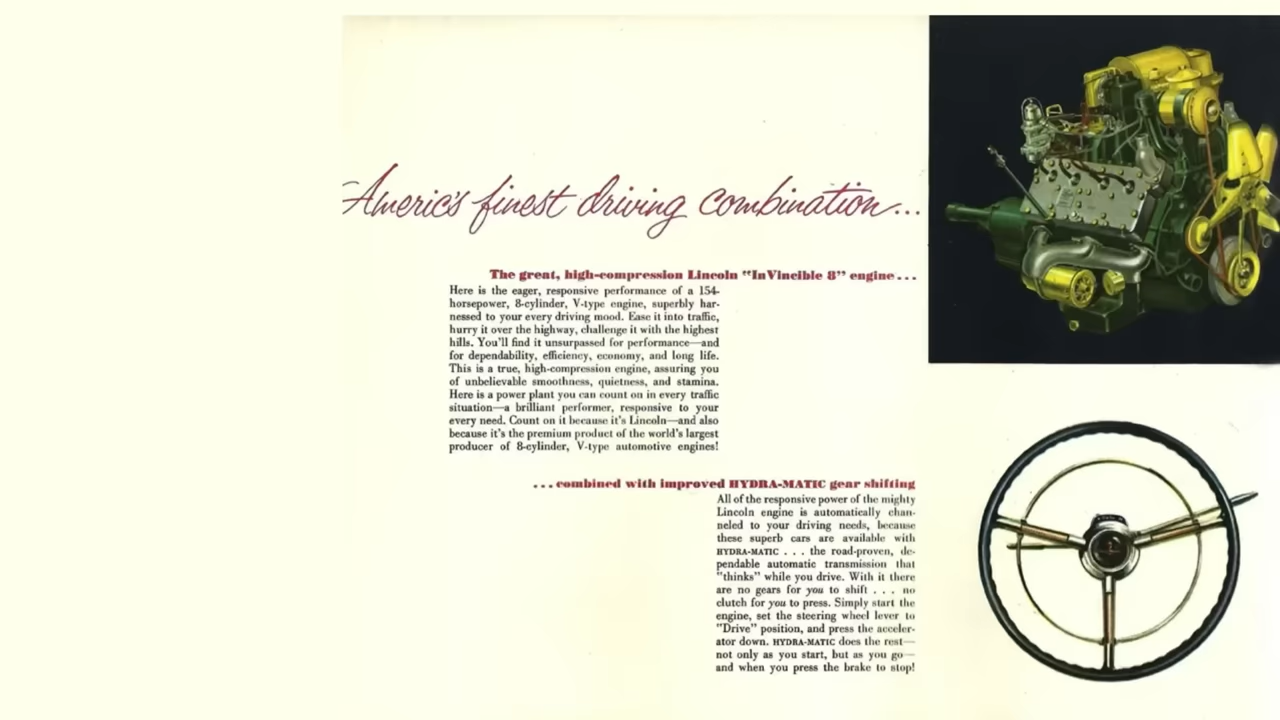 Americ's finest driving combination...
The great, high-compression Lincoln "InVincible 8" engine...
Here is the eager, responsive performance of a 154-
horsepower, 8-cylinder, V-type engine, superbly har-
nessed to your every driving mood. Ease it into traffic,
hurry it over the highway, challenge it with the highest
hills. You'll find it unsurpassed for performance—and
for dependability, efficiency, economy, and long life.
This is a true, high-compression engine, assuring you
of unbelievable smoothness, quietness, and stamina.
Here is a power plant you can count on in every traffic
situation—a brilliant performer, responsive to your
every need. Count on it because it's Lincoln—and also
because it's the premium product of the world's largest
producer of 8-cylinder, V-type automotive engines!
...combined with improved HYDRA-MATIC gear shifting
All of the responsive power of the mighty
Lincoln engine is automatically chan-
neled to your driving needs, because
these superb cars are available with
HYDRA-MATIC . . . the road-proven, de-
pendable automatic transmission that
"thinks" while you drive. With it there
are no gears for you to shift . . . no
clutch for you to press. Simply start the
engine, set the steering wheel lever to
"Drive" position, and press the acceler-
ator down. HYDRA-MATIC does the rest—
not only as you start, but as you go—
and when you press the brake to stop!